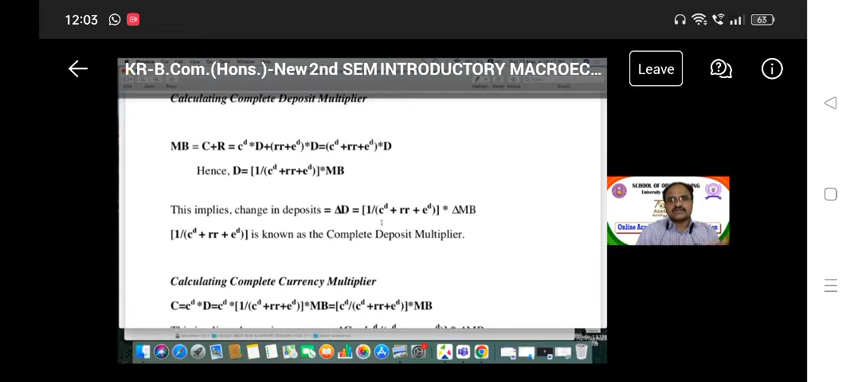 12:03
63
KR-B.Com.(Hons.)-New 2nd SEM INTRODUCTORY MACROEC...
Leave
Calculating Complete Deposit Multiplier
MB = C+R = c^d *D+(rr+e^d)*D=(c^d +rr+e^d)*D
Hence, D= [1/(c^d +rr+e^d)]*MB
This implies, change in deposits = ΔD = [1/(c^d + rr + e^d)] * ΔMB
[1/(c^d + rr + e^d)] is known as the Complete Deposit Multiplier.
Calculating Complete Currency Multiplier
C=c^d *D=c^d *[1/(c^d +rr+e^d)]*MB=[c^d/(c^d +rr+e^d)]*MB
SCHOOL OF
Online